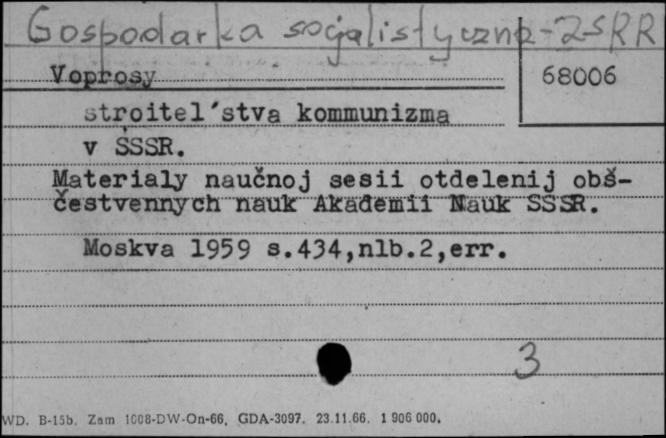 Gospodarka socjalistyczna - ZSRR
Voprosy
68006
stroitel'stva kommunizma
v SSSR.
Materialy naučnoj sesii otdelenij obš-
čestvennych nauk Akademii Nauk SSSR.
Moskva 1959 s.434,nlb.2,err.
3
WD. B-15b. Zam 1008-DW-On-66, GDA-3097. 23.11.66. 1 906 000.